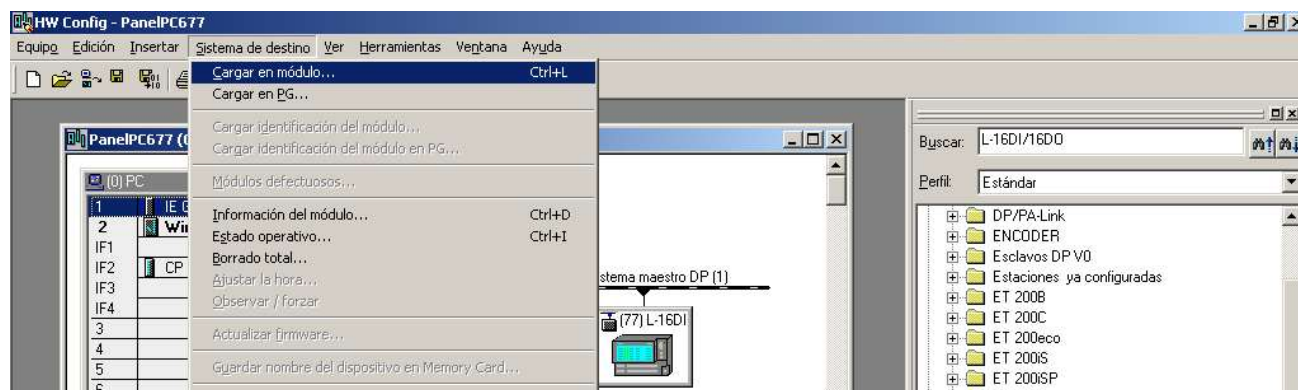 HW Config - PanelPC677
Equipo Edición Insertar Sistema de destino Ver Herramientas Ventana Ayuda
Cargar en módulo... Ctrl+L
Cargar en PG...
Cargar identificación del módulo...
Cargar identificación del módulo en PG...
Módulos defectuosos...
Información del módulo... Ctrl+D
Estado operativo... Ctrl+I
Borrado total...
Ajustar la hora...
Observar / forzar
Actualizar firmware...
Guardar nombre del dispositivo en Memory Card...
PanelPC677 (
(0) PC
1 IE
2 Wi
IF1
IF2 CP
IF3
IF4
3
4
5
6
stema maestro DP (1)
(77) L-16DI
Buscar: L-16DI/16DO
Perfil: Estándar
DP/PA-Link
ENCODER
Esclavos DP V0
Estaciones ya configuradas
ET 200B
ET 200C
ET 200eco
ET 200iS
ET 200iSP